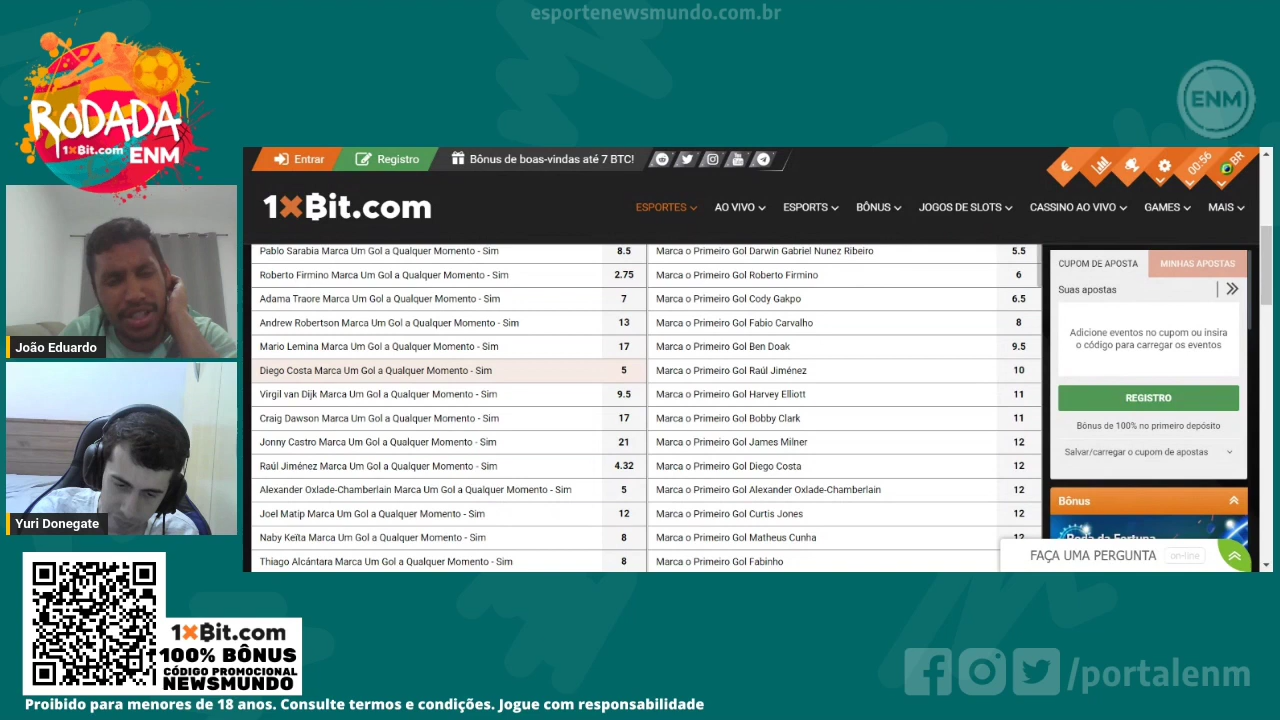 esportenewsmundo.com.br
RODADA
1xBit.com
ENM
ENM
Entrar
Registro
Bônus de boas-vindas até 7 BTC!
00:56
BR
1xBit.com
ESPORTES
AO VIVO
ESPORTS
BÔNUS
JOGOS DE SLOTS
CASSINO AO VIVO
GAMES
MAIS
Pablo Sarabia Marca Um Gol a Qualquer Momento - Sim 8.5
Roberto Firmino Marca Um Gol a Qualquer Momento - Sim 2.75
Adama Traore Marca Um Gol a Qualquer Momento - Sim 7
Andrew Robertson Marca Um Gol a Qualquer Momento - Sim 13
Mario Lemina Marca Um Gol a Qualquer Momento - Sim 17
Diego Costa Marca Um Gol a Qualquer Momento - Sim 5
Virgil van Dijk Marca Um Gol a Qualquer Momento - Sim 9.5
Craig Dawson Marca Um Gol a Qualquer Momento - Sim 17
Jonny Castro Marca Um Gol a Qualquer Momento - Sim 21
Raúl Jiménez Marca Um Gol a Qualquer Momento - Sim 4.32
Alexander Oxlade-Chamberlain Marca Um Gol a Qualquer Momento - Sim 5
Joel Matip Marca Um Gol a Qualquer Momento - Sim 12
Naby Keïta Marca Um Gol a Qualquer Momento - Sim 8
Thiago Alcántara Marca Um Gol a Qualquer Momento - Sim 8
Marca o Primeiro Gol Darwin Gabriel Nunez Ribeiro 5.5
Marca o Primeiro Gol Roberto Firmino 6
Marca o Primeiro Gol Cody Gakpo 6.5
Marca o Primeiro Gol Fabio Carvalho 8
Marca o Primeiro Gol Ben Doak 9.5
Marca o Primeiro Gol Raúl Jiménez 10
Marca o Primeiro Gol Harvey Elliott 11
Marca o Primeiro Gol Bobby Clark 11
Marca o Primeiro Gol James Milner 12
Marca o Primeiro Gol Diego Costa 12
Marca o Primeiro Gol Alexander Oxlade-Chamberlain 12
Marca o Primeiro Gol Curtis Jones 12
Marca o Primeiro Gol Matheus Cunha 12
Marca o Primeiro Gol Fabinho
CUPOM DE APOSTA
MINHAS APOSTAS
Suas apostas
Adicione eventos no cupom ou insira
o código para carregar os eventos
REGISTRO
Bônus de 100% no primeiro depósito
Salvar/carregar o cupom de apostas
Bônus
Roda da Fortuna
FAÇA UMA PERGUNTA
on-line
João Eduardo
Yuri Donegate
1xBit.com
100% BÔNUS
CÓDIGO PROMOCIONAL
NEWSMUNDO
/portalenm
Proibido para menores de 18 anos. Consulte termos e condições. Jogue com responsabilidade